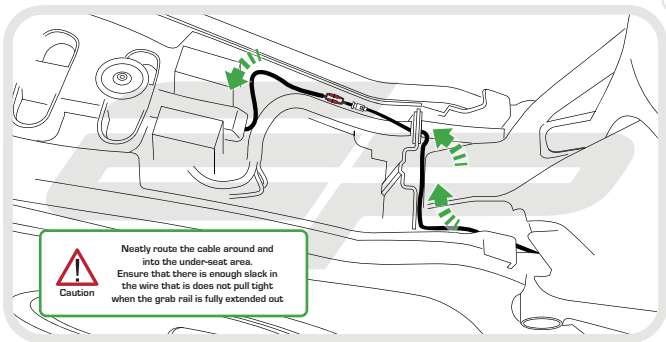 Neatly route the cable around and
into the under-seat area.
Ensure that there is enough slack in
the wire that is does not pull tight
when the grab rail is fully extended out
Caution